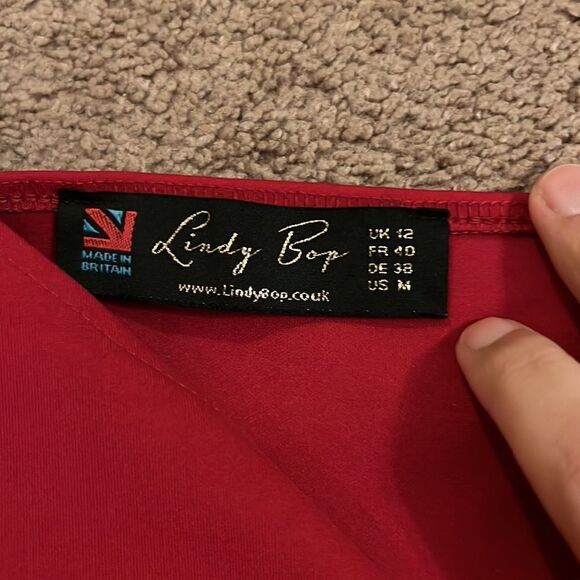 MADE IN
BRITAIN
Lindy Bop
www.LindyBop.co.uk
UK 12
FR 40
DE 38
US M